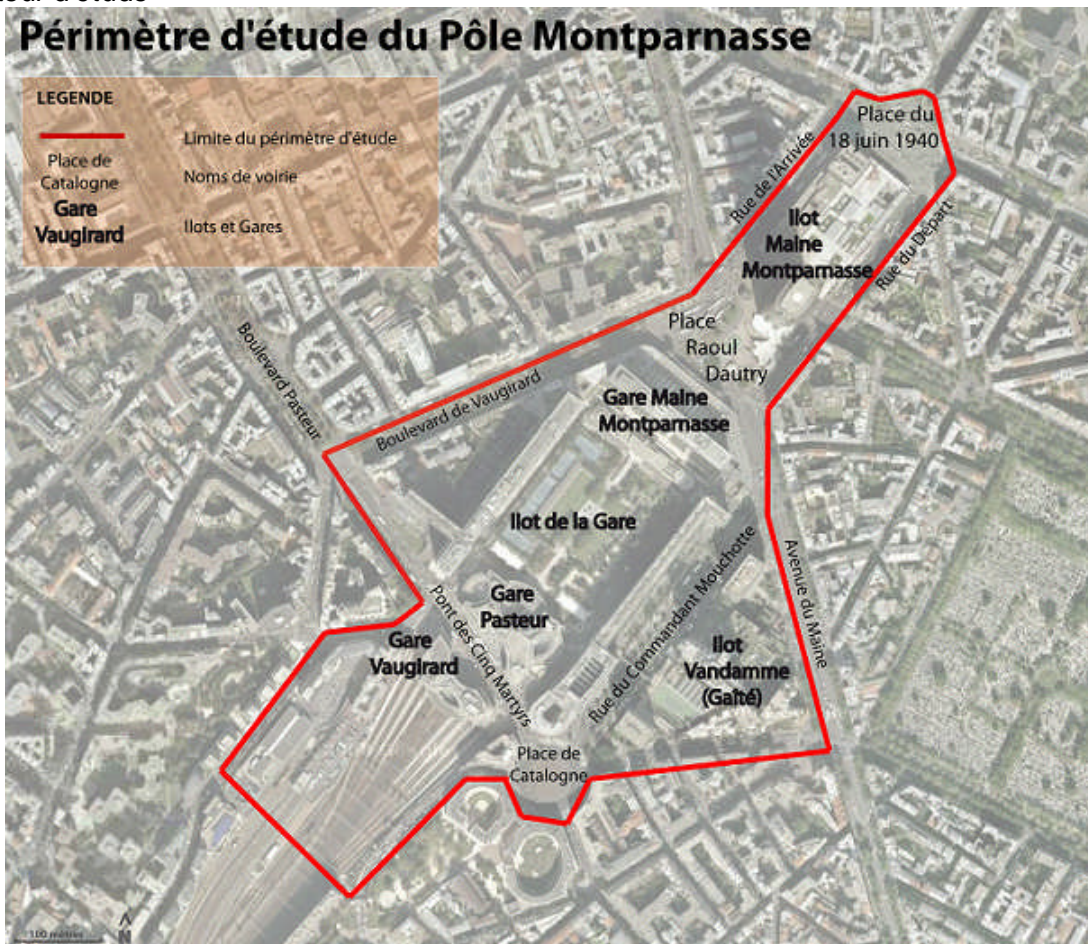 Périmètre d'étude du Pôle Montparnasse
LEGENDE
Limite du périmètre d'étude
Place de
Catalogne
Noms de voirie
Gare
Vaugirard
Ilots et Gares
Place du
18 juin 1940
Rue de l'Arrivée
Ilot
Maine
Montparnasse
Rue du Départ
Place
Raoul
Dautry
Boulevard Pasteur
Boulevard de Vaugirard
Gare Maine
Montparnasse
Ilot de la Gare
Rue du Commandant Mouchotte
Avenue du Maine
Gare
Pasteur
Pont des Cinq Martyrs
Gare
Vaugirard
Ilot
Vandamme
(Gaîté)
Place de
Catalogne
100 mètres
N